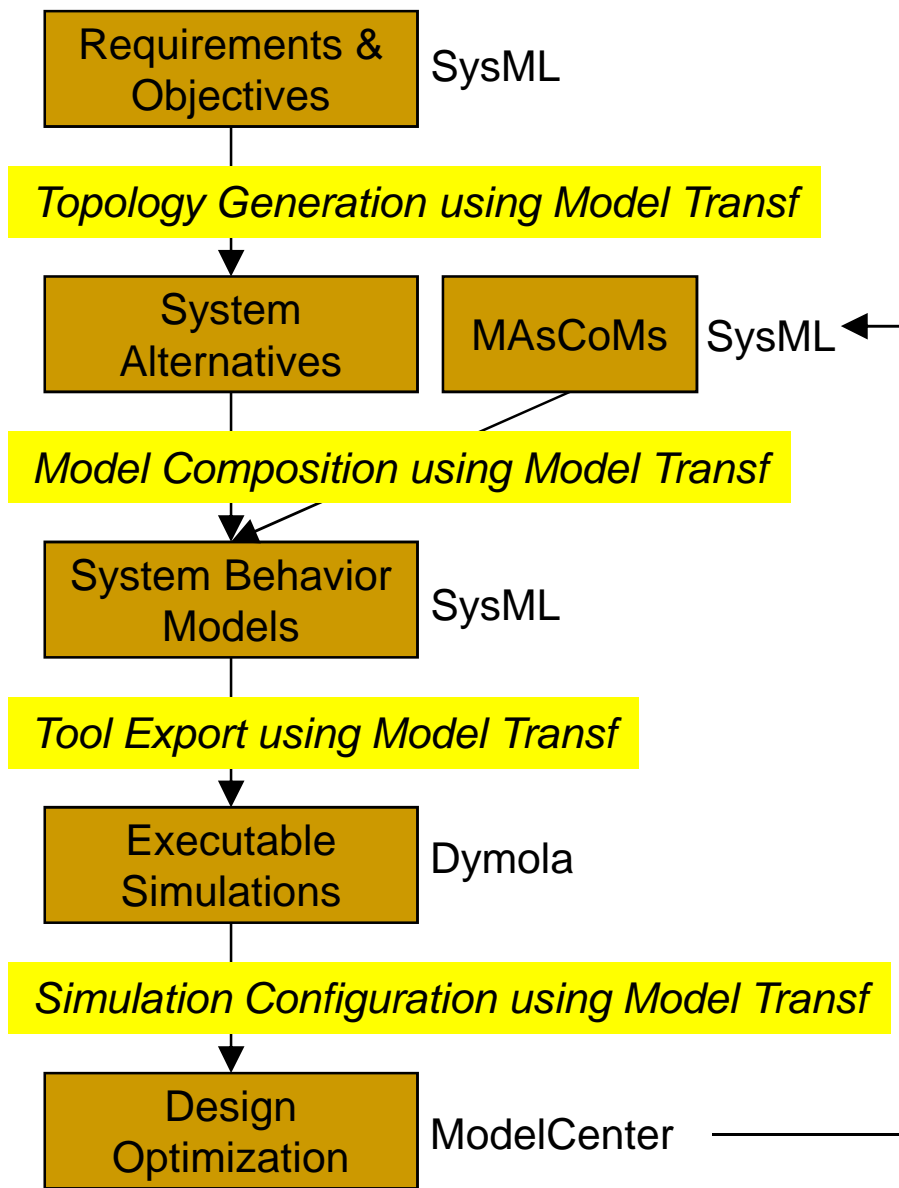 Requirements &
Objectives
SysML
Topology Generation using Model Transf
System
Alternatives
MAsCoMs
SysML
Model Composition using Model Transf
System Behavior
Models
SysML
Tool Export using Model Transf
Executable
Simulations
Dymola
Simulation Configuration using Model Transf
Design
Optimization
ModelCenter